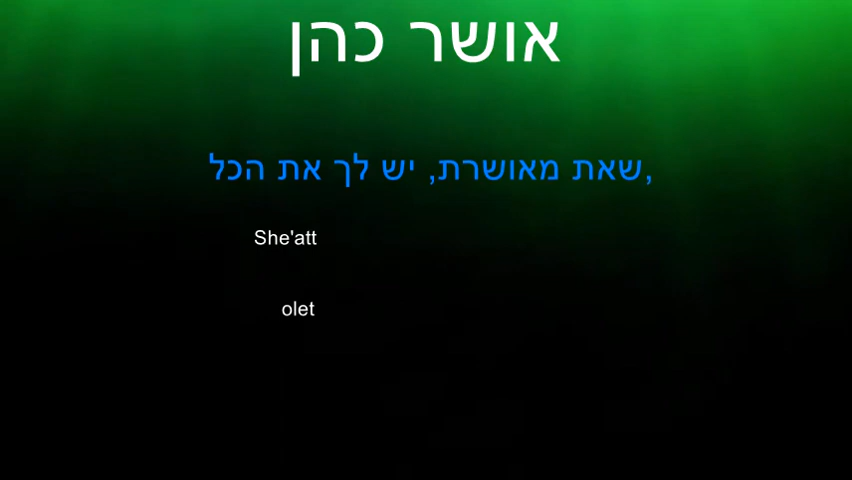 אושר כהן
שאת מאושרת, יש לך את הכל,
She'att
olet